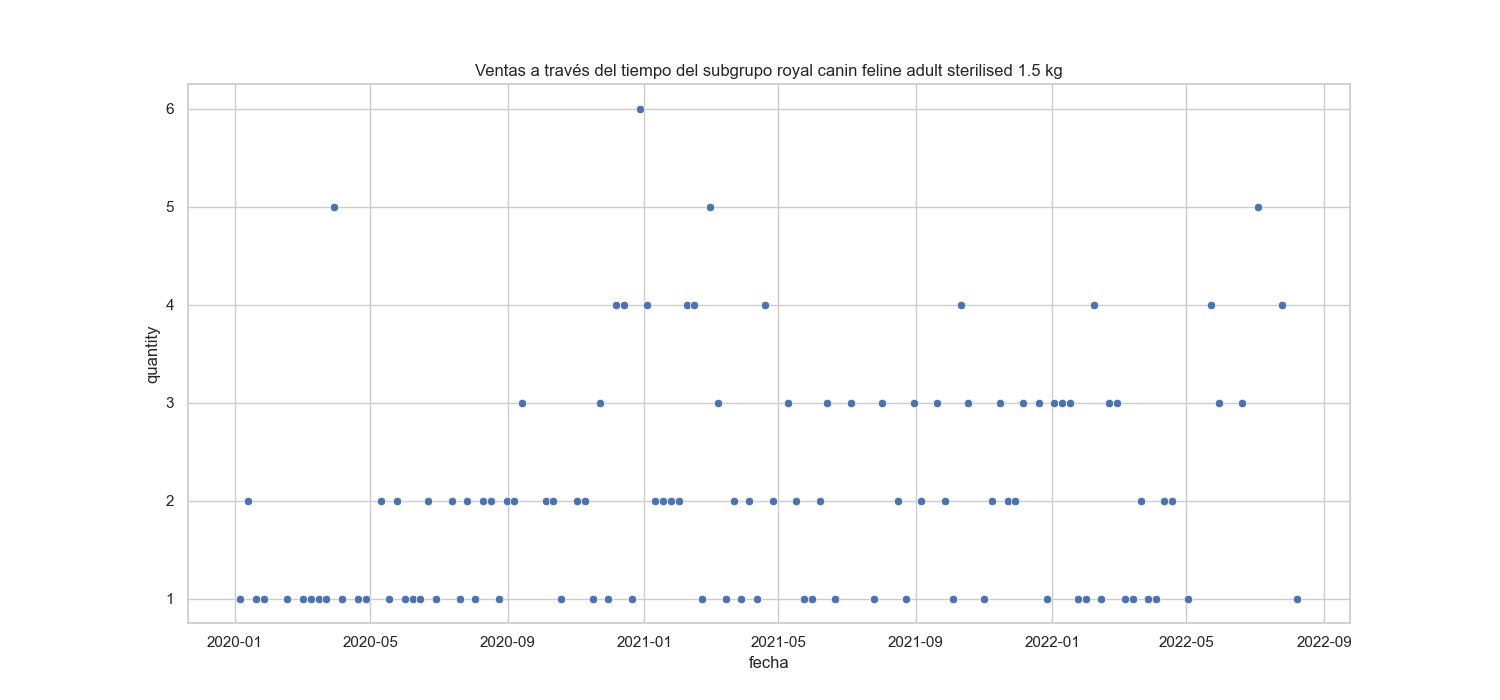 Ventas a través del tiempo del subgrupo royal canin feline adult sterilised 1.5 kg
6
5
4
3
2
1
quantity
2020-01 2020-05 2020-09 2021-01 2021-05 2021-09 2022-01 2022-05 2022-09
fecha